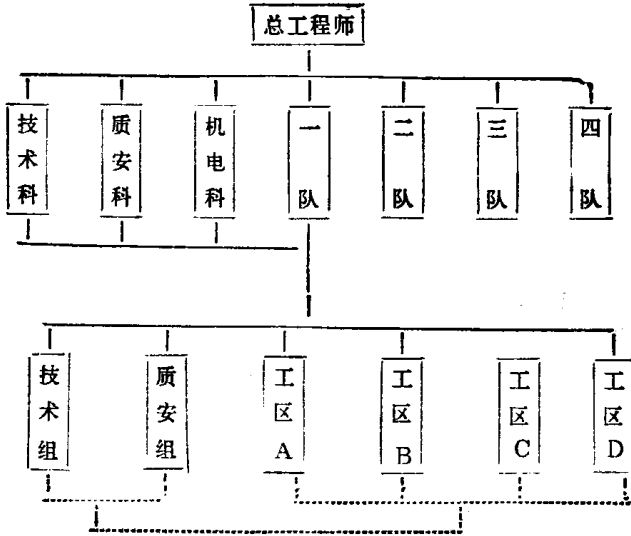 总工程师
技术科
质安科
机电科
一队
二队
三队
四队
技术组
质安组
工区A
工区B
工区C
工区D